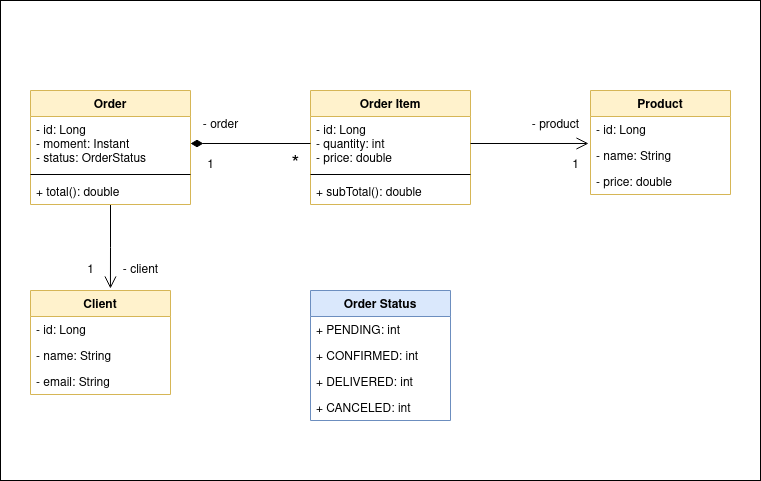 Order
- id: Long
- moment: Instant
- status: OrderStatus
+ total(): double
- order
1
*
Order Item
- id: Long
- quantity: int
- price: double
+ subTotal(): double
- product
1
Product
- id: Long
- name: String
- price: double
1
- client
Client
- id: Long
- name: String
- email: String
Order Status
+ PENDING: int
+ CONFIRMED: int
+ DELIVERED: int
+ CANCELED: int